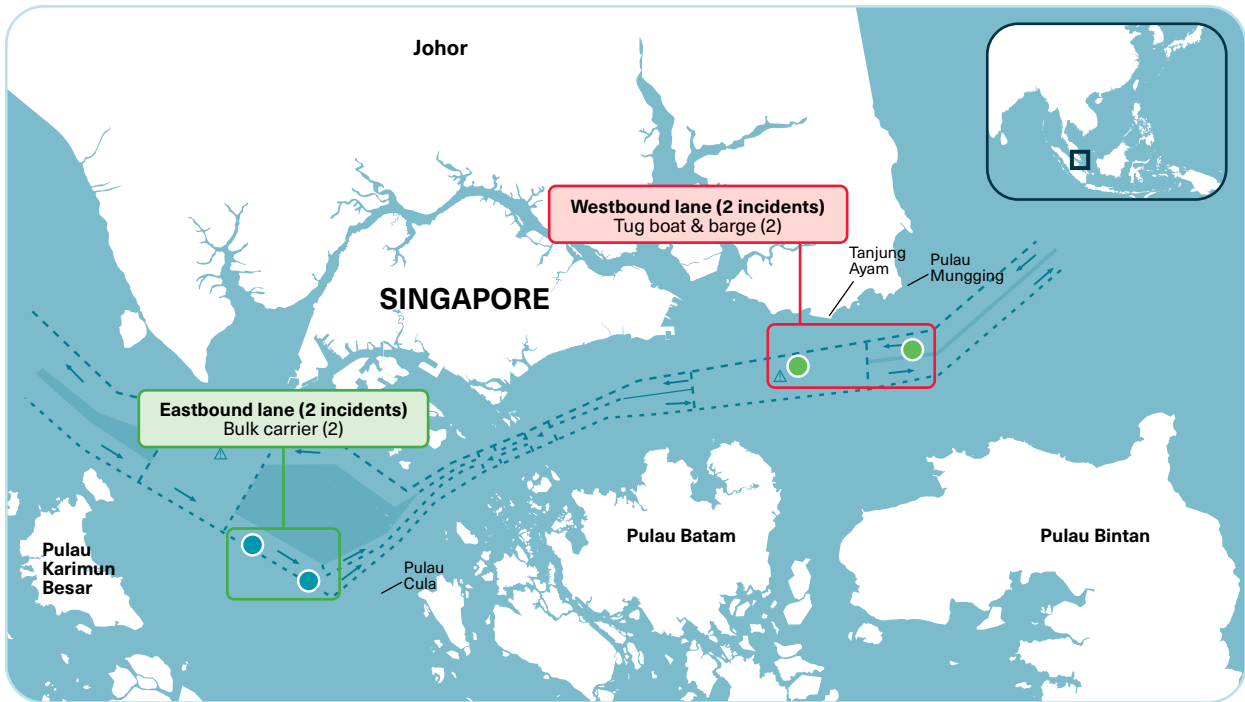 Johor
Westbound lane (2 incidents)
Tug boat & barge (2)
Tanjung
Ayam
Pulau
Mungging
SINGAPORE
Eastbound lane (2 incidents)
Bulk carrier (2)
Pulau
Karimun
Besar
Pulau
Cula
Pulau Batam
Pulau Bintan